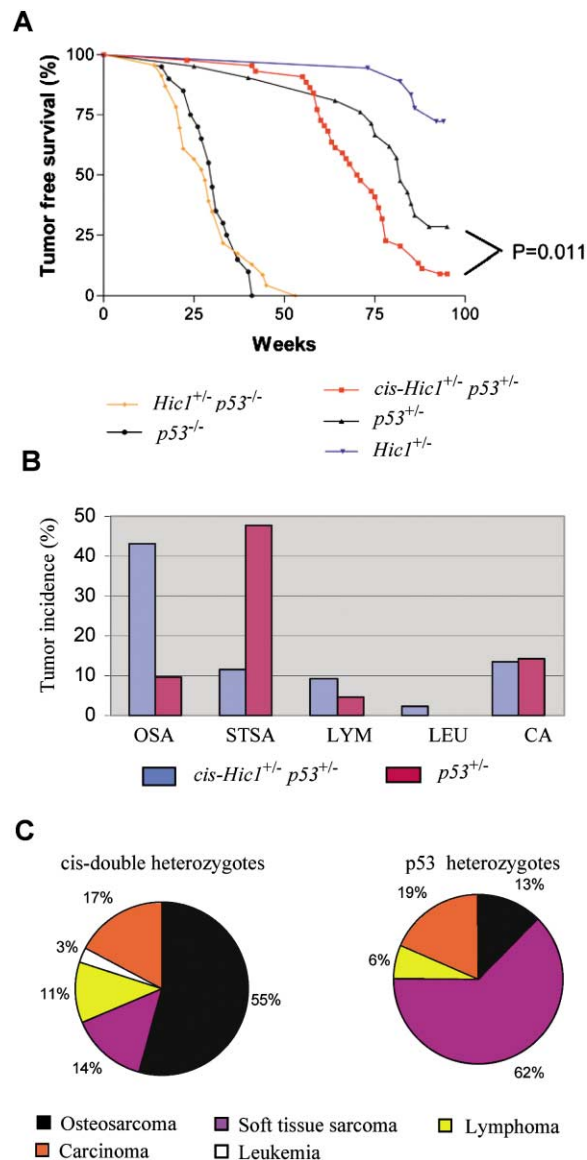 A
Tumor free survival (%)
100
75
50
25
0
0 25 50 75 100
Weeks
P=0.011
Hic1+/- p53-/-
p53-/-
cis-Hic1+/- p53+/-
p53+/-
Hic1+/-
B
Tumor incidence (%)
50
40
30
20
10
0
OSA STSA LYM LEU CA
cis-Hic1+/- p53+/- p53+/-
C
cis-double heterozygotes
17%
3%
11%
14%
55%
p53 heterozygotes
13%
19%
6%
62%
Osteosarcoma Soft tissue sarcoma Lymphoma
Carcinoma Leukemia